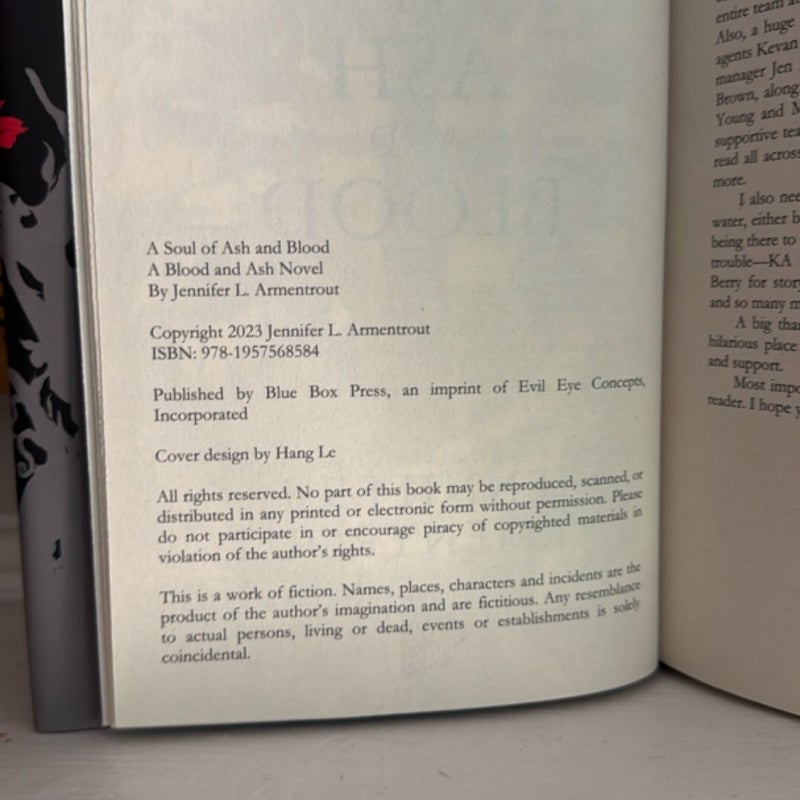 A Soul of Ash and Blood
A Blood and Ash Novel
By Jennifer L. Armentrout
Copyright 2023 Jennifer L. Armentrout
ISBN: 978-1957568584
Published by Blue Box Press, an imprint of Evil Eye Concepts,
Incorporated
Cover design by Hang Le
All rights reserved. No part of this book may be reproduced, scanned, or
distributed in any printed or electronic form without permission. Please
do not participate in or encourage piracy of copyrighted materials in
violation of the author's rights.
This is a work of fiction. Names, places, characters and incidents are the
product of the author's imagination and are fictitious. Any resemblance
to actual persons, living or dead, events or establishments is solely
coincidental.
entire team
Also, a huge
agents Kevan
manager Jen
Brown, along
Young and
supportive
read all across
more.
I also
water, either
being there to
trouble—KA
Berry for
and so many
A big
hilarious place
and support.
Most
reader. I hope